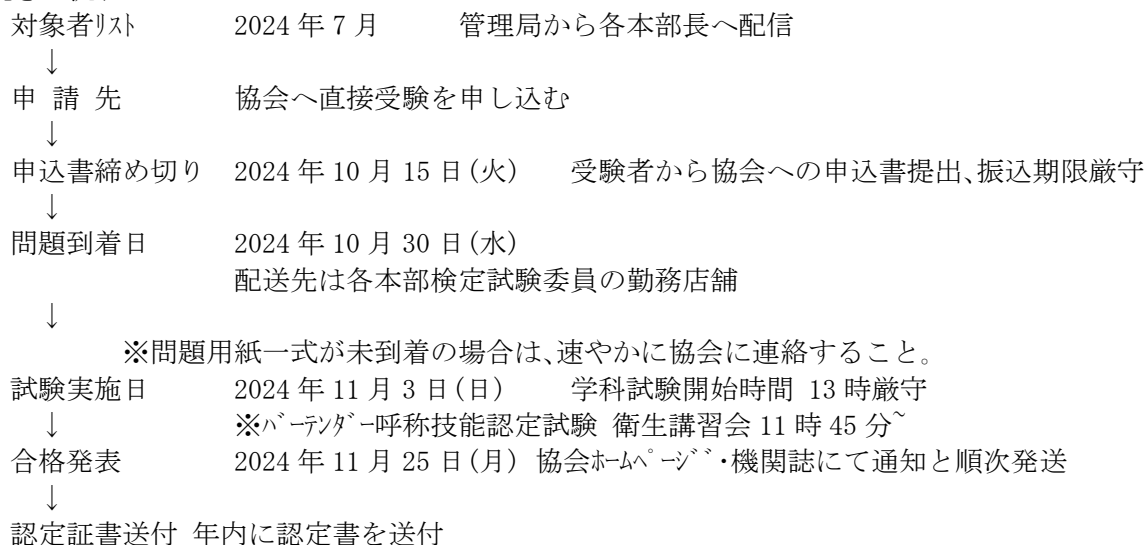 対象者ﾘｽﾄ 2024 年 7 月 管理局から各本部長へ配信
↓
申 請 先 協会へ直接受験を申し込む
↓
申込書締め切り 2024 年 10 月 15 日(火) 受験者から協会への申込書提出、振込期限厳守
↓
問題到着日 2024 年 10 月 30 日(水)
配送先は各本部検定試験委員の勤務店舗
↓
※問題用紙一式が未到着の場合は、速やかに協会に連絡すること。
試験実施日 2024 年 11 月 3 日(日) 学科試験開始時間 13 時厳守
↓ ※ﾊﾞｰﾃﾝﾀﾞｰ呼称技能認定試験 衛生講習会 11 時 45 分~
合格発表 2024 年 11 月 25 日(月) 協会ﾎｰﾑﾍﾟｰｼﾞﾞ・機関誌にて通知と順次発送
↓
認定証書送付 年内に認定書を送付